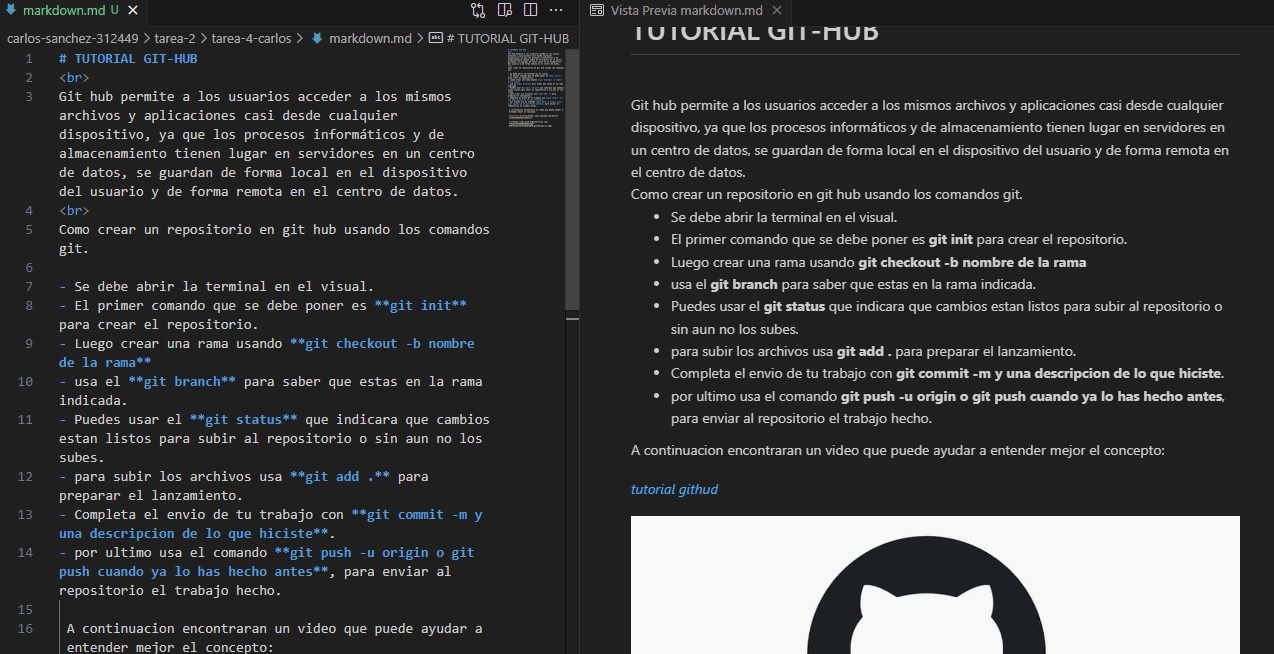 markdown.md U
carlos-sanchez-312449 > tarea-2 > tarea-4-carlos > markdown.md > # TUTORIAL GIT-HUB
1 # TUTORIAL GIT-HUB
2 <br>
3 Git hub permite a los usuarios acceder a los mismos
archivos y aplicaciones casi desde cualquier
dispositivo, ya que los procesos informáticos y de
almacenamiento tienen lugar en servidores en un centro
de datos, se guardan de forma local en el dispositivo
del usuario y de forma remota en el centro de datos.
4 <br>
5 Como crear un repositorio en git hub usando los comandos
git.
6
7 - Se debe abrir la terminal en el visual.
8 - El primer comando que se debe poner es **git init**
para crear el repositorio.
9 - Luego crear una rama usando **git checkout -b nombre
de la rama**
10 - usa el **git branch** para saber que estas en la rama
indicada.
11 - Puedes usar el **git status** que indicara que cambios
estan listos para subir al repositorio o sin aun no los
subes.
12 - para subir los archivos usa **git add .** para
preparar el lanzamiento.
13 - Completa el envio de tu trabajo con **git commit -m y
una descripcion de lo que hiciste**.
14 - por ultimo usa el comando **git push -u origin o git
push cuando ya lo has hecho antes**, para enviar al
repositorio el trabajo hecho.
15
16 A continuacion encontraran un video que puede ayudar a
entender mejor el concepto:
Vista Previa markdown.md
TUTORIAL GIT-HUB
Git hub permite a los usuarios acceder a los mismos archivos y aplicaciones casi desde cualquier
dispositivo, ya que los procesos informáticos y de almacenamiento tienen lugar en servidores en
un centro de datos, se guardan de forma local en el dispositivo del usuario y de forma remota en
el centro de datos.
Como crear un repositorio en git hub usando los comandos git.
• Se debe abrir la terminal en el visual.
• El primer comando que se debe poner es git init para crear el repositorio.
• Luego crear una rama usando git checkout -b nombre de la rama
• usa el git branch para saber que estas en la rama indicada.
• Puedes usar el git status que indicara que cambios estan listos para subir al repositorio o
sin aun no los subes.
• para subir los archivos usa git add . para preparar el lanzamiento.
• Completa el envio de tu trabajo con git commit -m y una descripcion de lo que hiciste.
• por ultimo usa el comando git push -u origin o git push cuando ya lo has hecho antes,
para enviar al repositorio el trabajo hecho.
A continuacion encontraran un video que puede ayudar a entender mejor el concepto:
tutorial githud